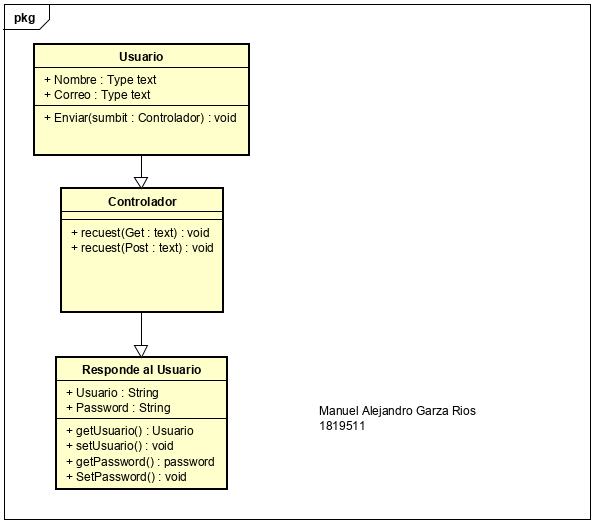 pkg
Usuario
+ Nombre : Type text
+ Correo : Type text
+ Enviar(sumbit : Controlador) : void
Controlador
+ recuest(Get : text) : void
+ recuest(Post : text) : void
Responde al Usuario
+ Usuario : String
+ Password : String
+ getUsuario() : Usuario
+ setUsuario() : void
+ getPassword() : password
+ SetPassword() : void
Manuel Alejandro Garza Rios
1819511